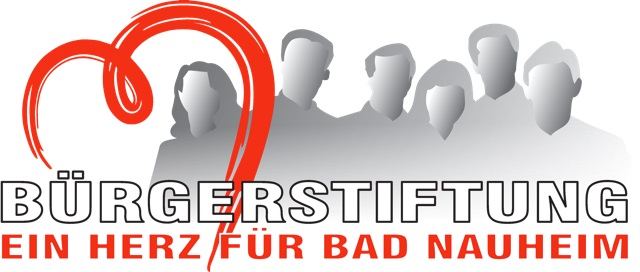 BÜRGERSTIFTUNG
EIN HERZ FÜR BAD NAUHEIM